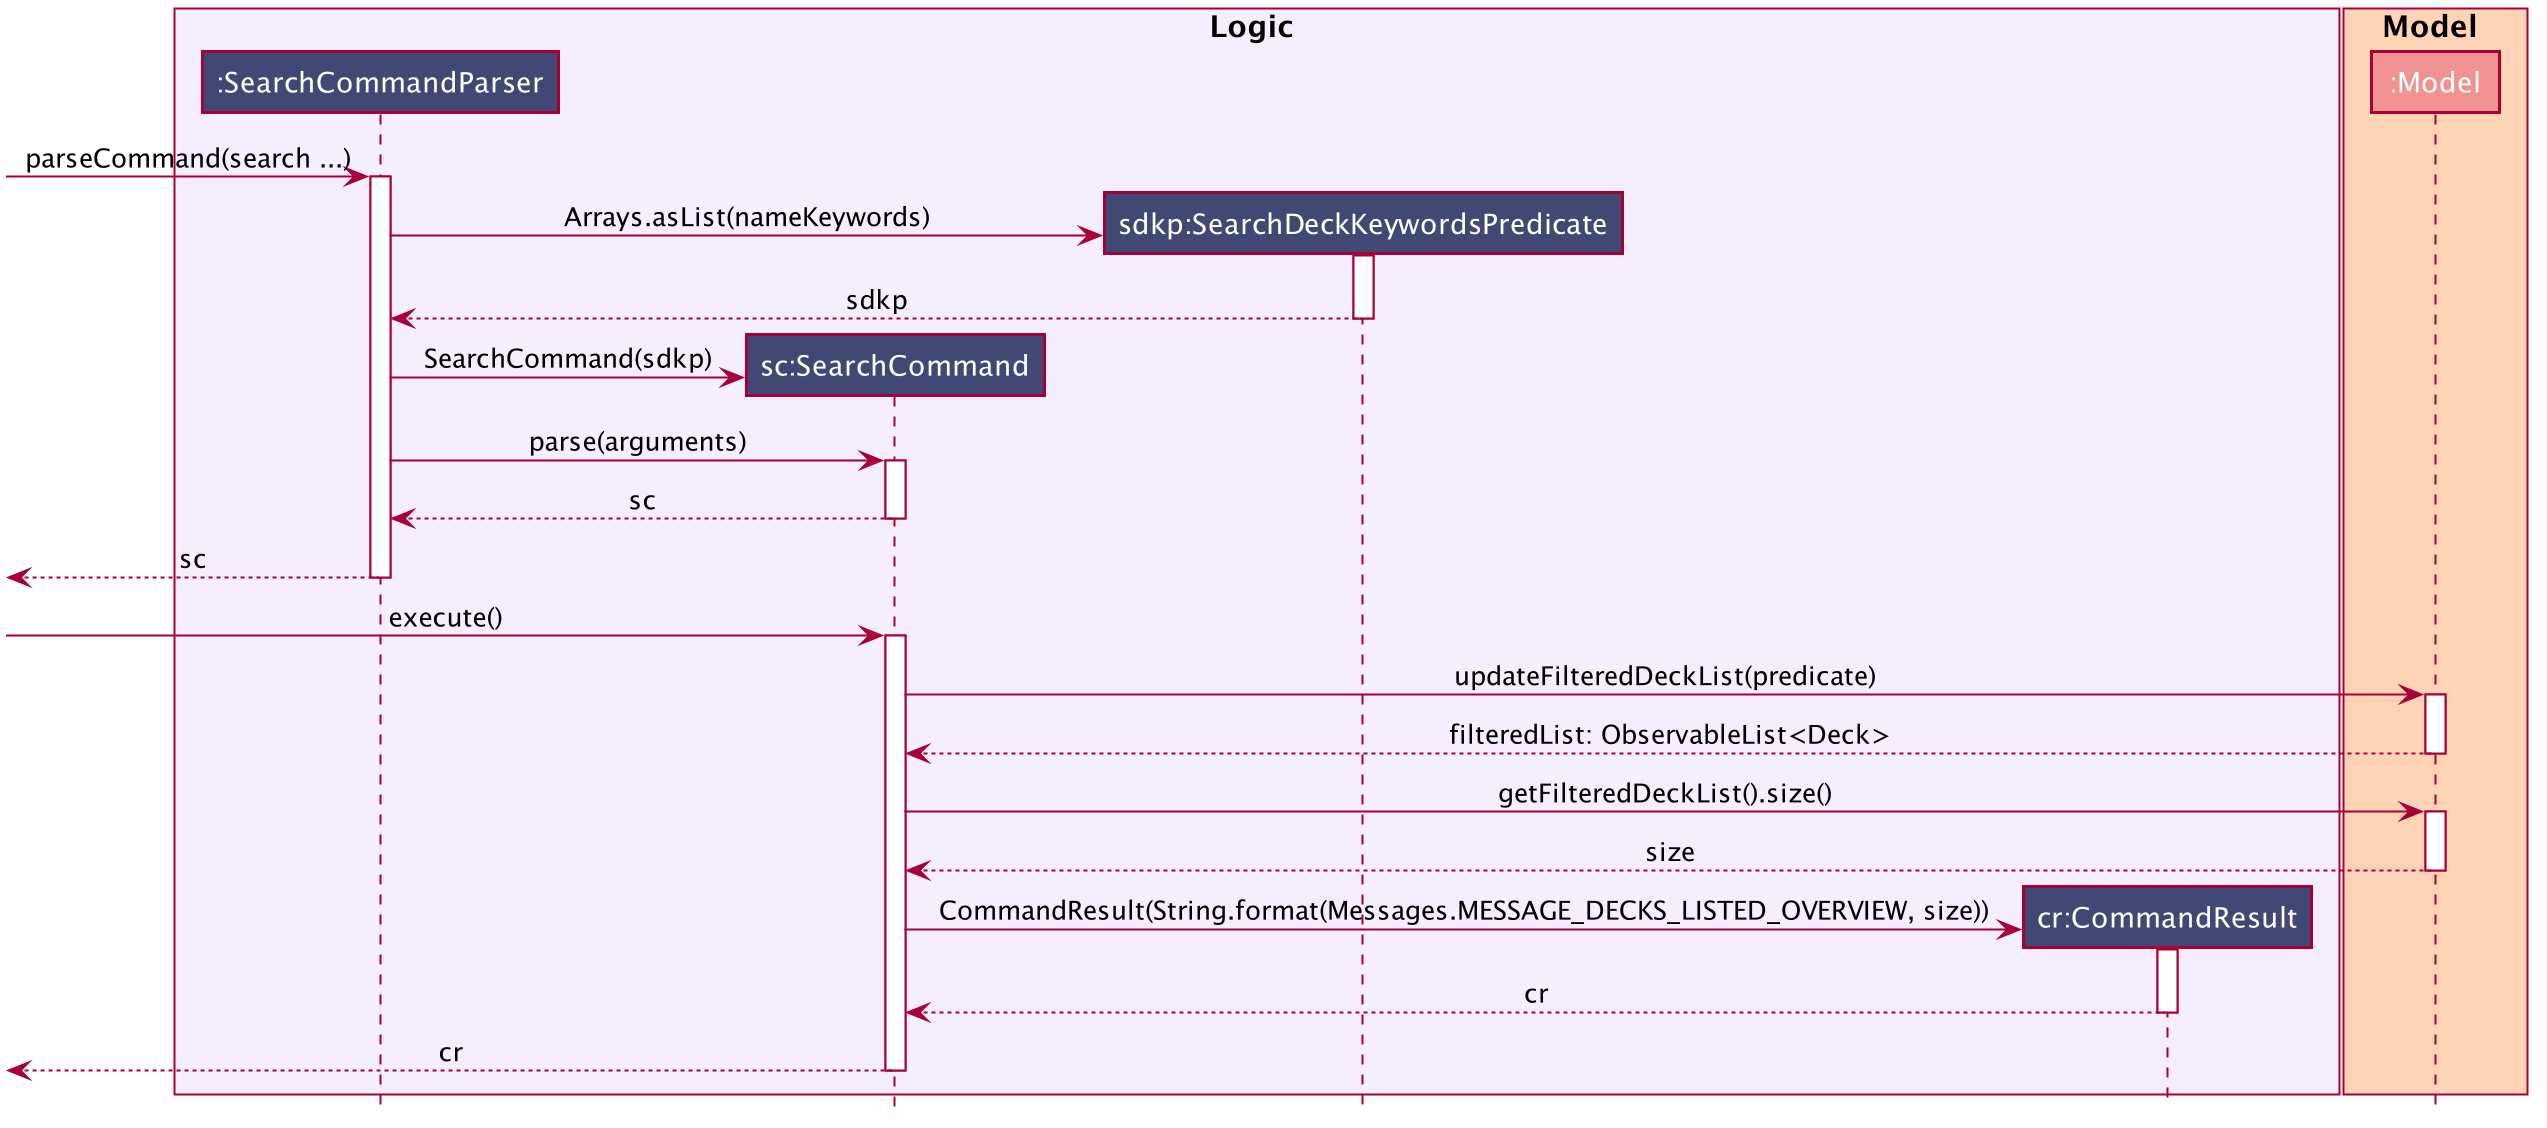 Logic
Model
:SearchCommandParser
:Model
parseCommand(search ...)
Arrays.asList(nameKeywords)
sdkp:SearchDeckKeywordsPredicate
sdkp
SearchCommand(sdkp)
sc:SearchCommand
parse(arguments)
sc
sc
execute()
updateFilteredDeckList(predicate)
filteredList: ObservableList<Deck>
getFilteredDeckList().size()
size
CommandResult(String.format(Messages.MESSAGE_DECKS_LISTED_OVERVIEW, size))
cr:CommandResult
cr
cr